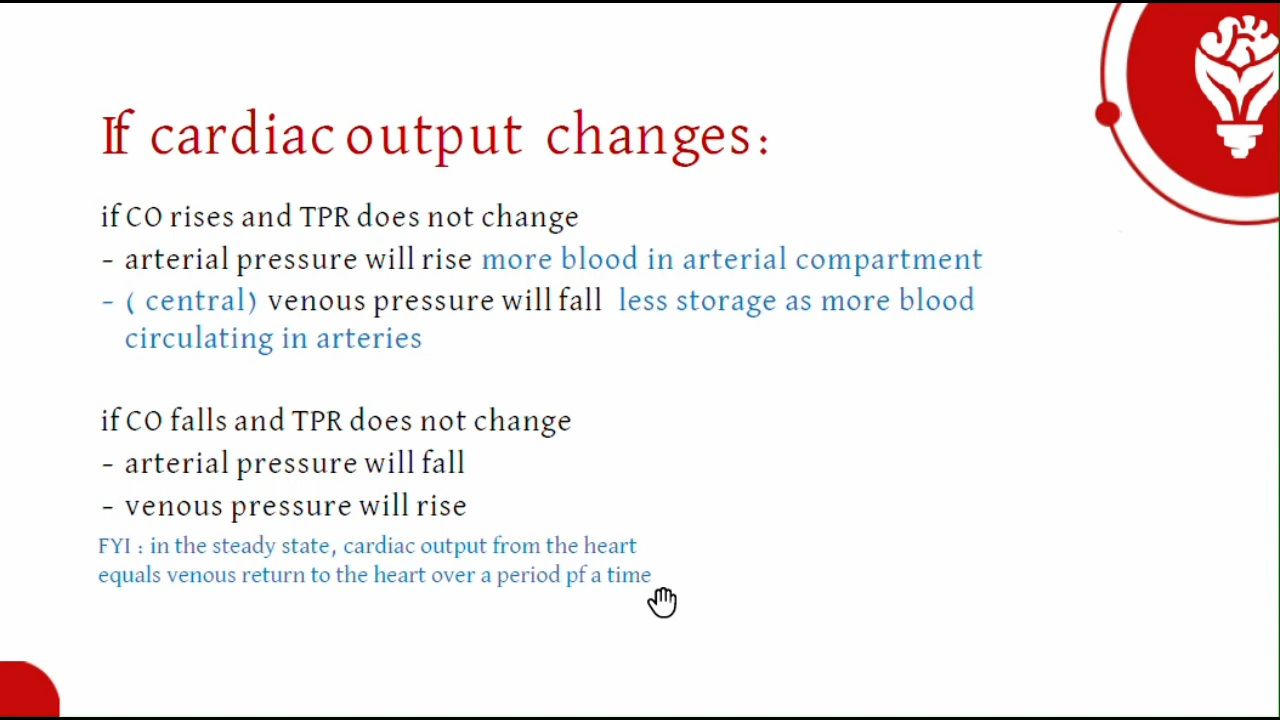 If cardiac output changes:
if CO rises and TPR does not change
- arterial pressure will rise more blood in arterial compartment
- ( central) venous pressure will fall less storage as more blood
circulating in arteries
if CO falls and TPR does not change
- arterial pressure will fall
- venous pressure will rise
FYI : in the steady state, cardiac output from the heart
equals venous return to the heart over a period pf a time